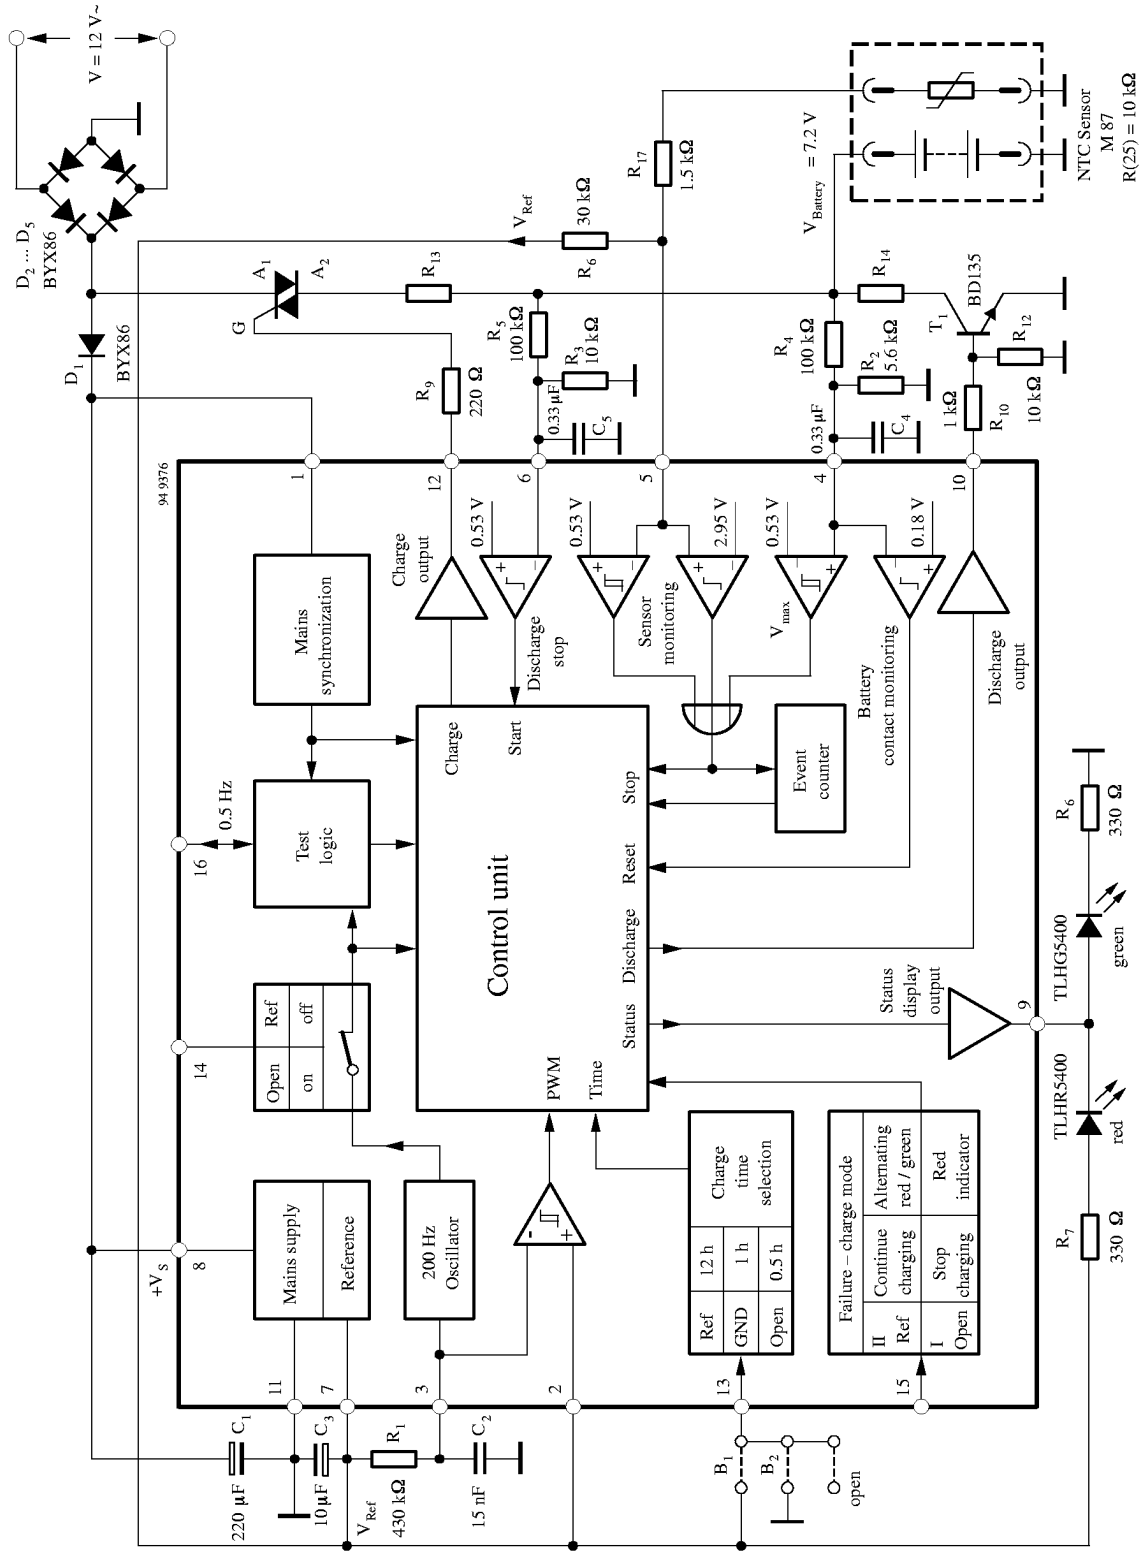 V = 12 V~
D2 ... D5
BYX86
D1
BYX86
G
A1
A2
R13
R9
220 Ω
R5
100 kΩ
R3
10 kΩ
0.33 μF
C5
VRef
R6
30 kΩ
R17
1.5 kΩ
VBattery = 7.2 V
R4
100 kΩ
R2
5.6 kΩ
0.33 μF
C4
R14
T1
BD135
R12
10 kΩ
1 kΩ
R10
NTC Sensor
M 87
R(25) = 10 kΩ
94 9376
1
12
6
5
4
10
Mains
synchronization
Charge
output
0.53 V
+
−
Discharge
stop
0.53 V
+
−
Sensor
monitoring
+
−
2.95 V
0.53 V
−
+
Vmax
−
+
0.18 V
Battery
contact monitoring
Discharge
output
16
0.5 Hz
Test
logic
Charge
Start
Stop
Reset
Discharge
Status
PWM
Time
Control unit
Event
counter
14
Ref
off
Open
on
Status
display
output
9
+VS
8
Mains supply
Reference
200 Hz
Oscillator
-
+
Charge
time
selection
Ref
12 h
GND
1 h
Open
0.5 h
Failure – charge mode
II
Ref
Continue
charging
Alternating
red / green
I
Open
Stop
charging
Red
indicator
11
7
3
2
13
15
C1
220 μF
C3
10 μF
VRef
R1
430 kΩ
C2
15 nF
B1
B2
open
R7
330 Ω
TLHR5400
red
TLHG5400
green
R6
330 Ω